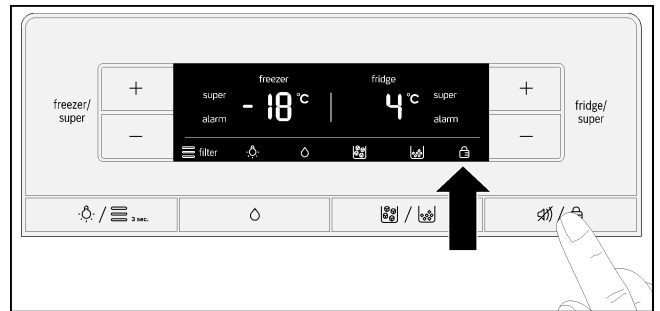 freezer/
super
+
−
freezer
super
alarm
-18 °C
fridge
4 °C
super
alarm
filter
+
−
fridge/
super
/
3 sec.
/
/